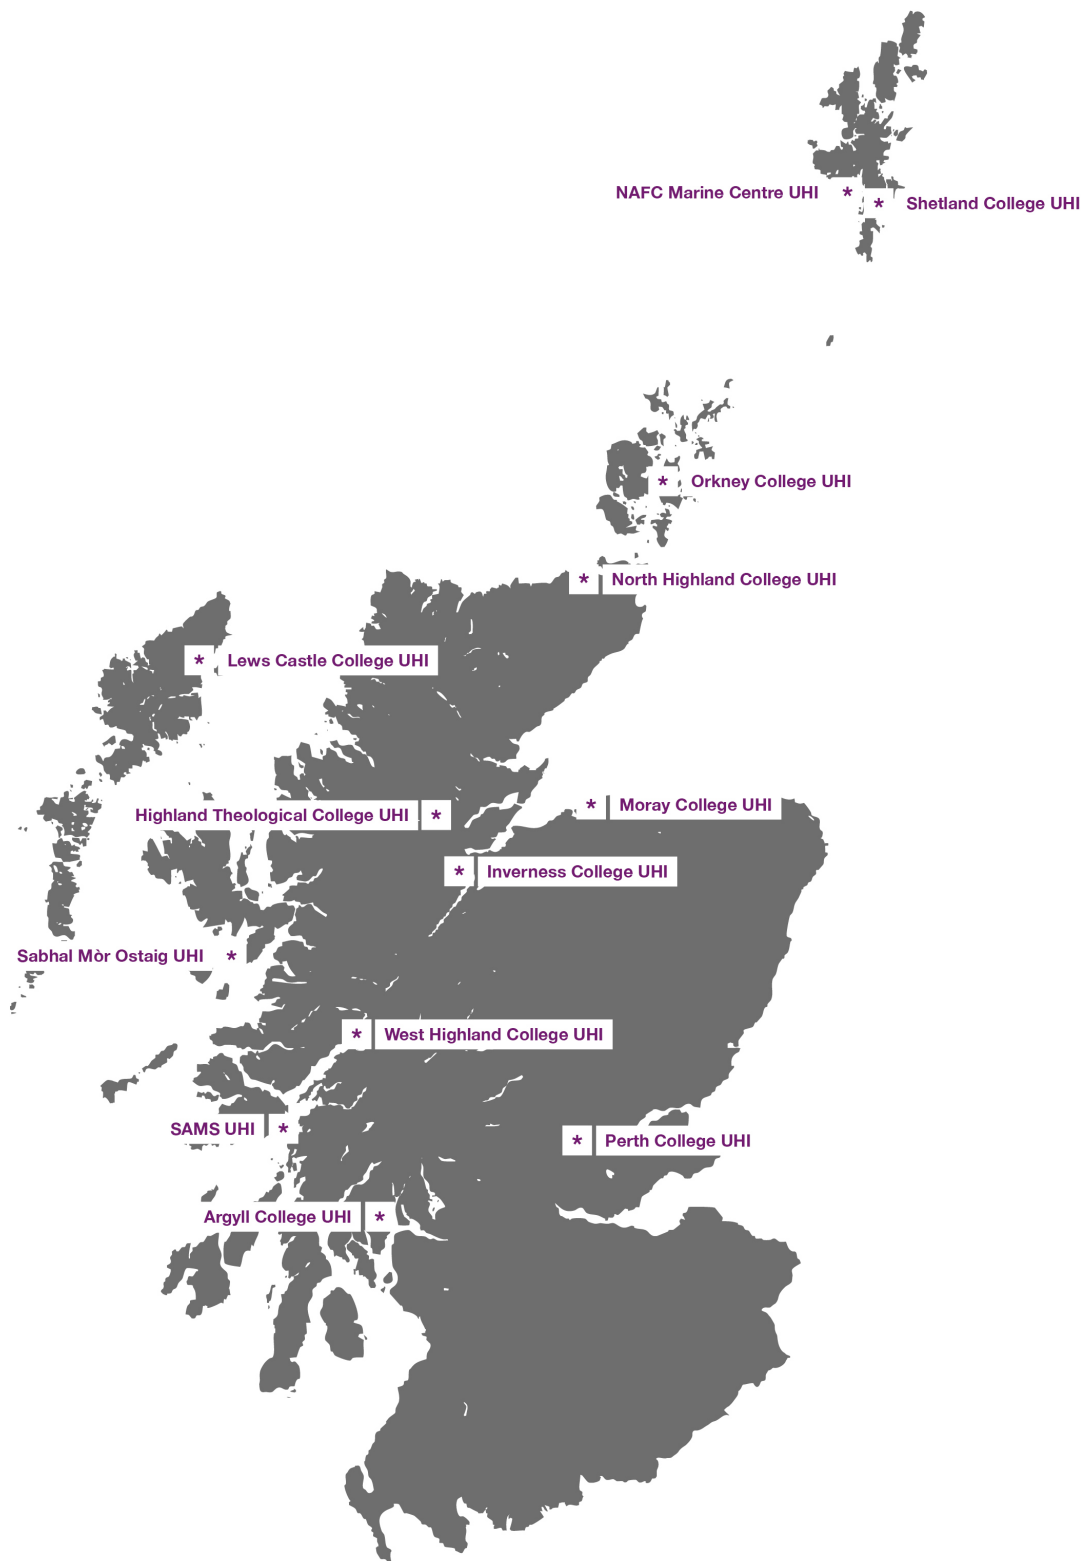 NAFC Marine Centre UHI *
* Shetland College UHI
* Orkney College UHI
* North Highland College UHI
* Lews Castle College UHI
* Moray College UHI
Highland Theological College UHI *
* Inverness College UHI
Sabhal Mòr Ostaig UHI *
* West Highland College UHI
SAMS UHI *
* Perth College UHI
Argyll College UHI *